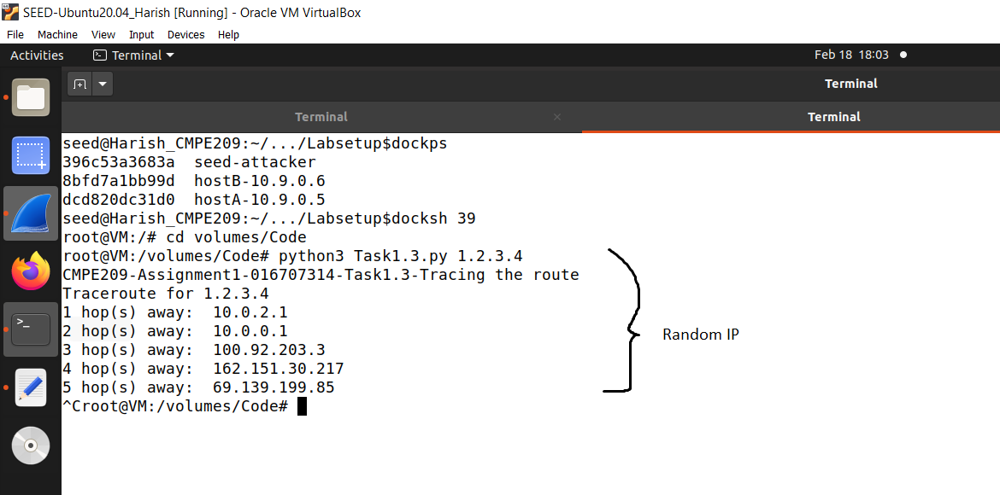 SEED-Ubuntu20.04_Harish [Running] - Oracle VM VirtualBox
File Machine View Input Devices Help
Activities Terminal Feb 18 18:03
Terminal
Terminal × Terminal
seed@Harish_CMPE209:~/.../Labsetup$dockps
396c53a3683a  seed-attacker
8bfd7a1bb99d  hostB-10.9.0.6
dcd820dc31d0  hostA-10.9.0.5
seed@Harish_CMPE209:~/.../Labsetup$docksh 39
root@VM:/# cd volumes/Code
root@VM:/volumes/Code# python3 Task1.3.py 1.2.3.4
CMPE209-Assignment1-016707314-Task1.3-Tracing the route
Traceroute for 1.2.3.4
1 hop(s) away:  10.0.2.1
2 hop(s) away:  10.0.0.1
3 hop(s) away:  100.92.203.3
Random IP
4 hop(s) away:  162.151.30.217
5 hop(s) away:  69.139.199.85
^Croot@VM:/volumes/Code#